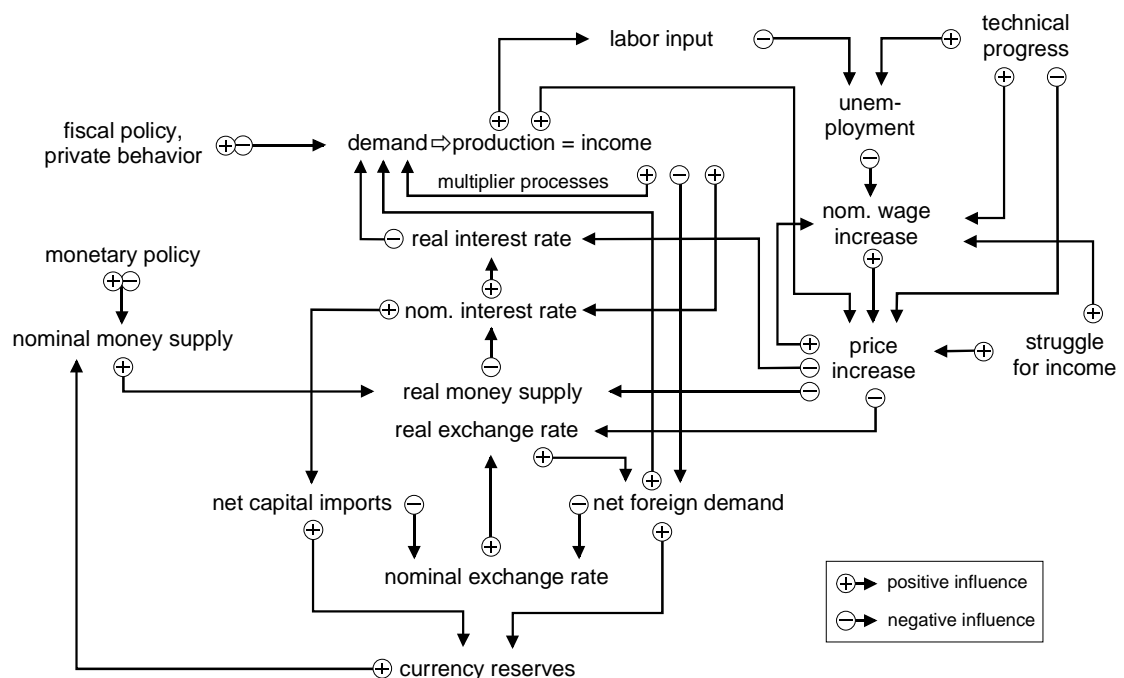 labor input
technical
progress
unem-
ployment
fiscal policy,
private behavior
demand⇨production = income
multiplier processes
nom. wage
increase
real interest rate
monetary policy
nom. interest rate
nominal money supply
price
increase
struggle
for income
real money supply
real exchange rate
net capital imports
net foreign demand
nominal exchange rate
positive influence
negative influence
currency reserves